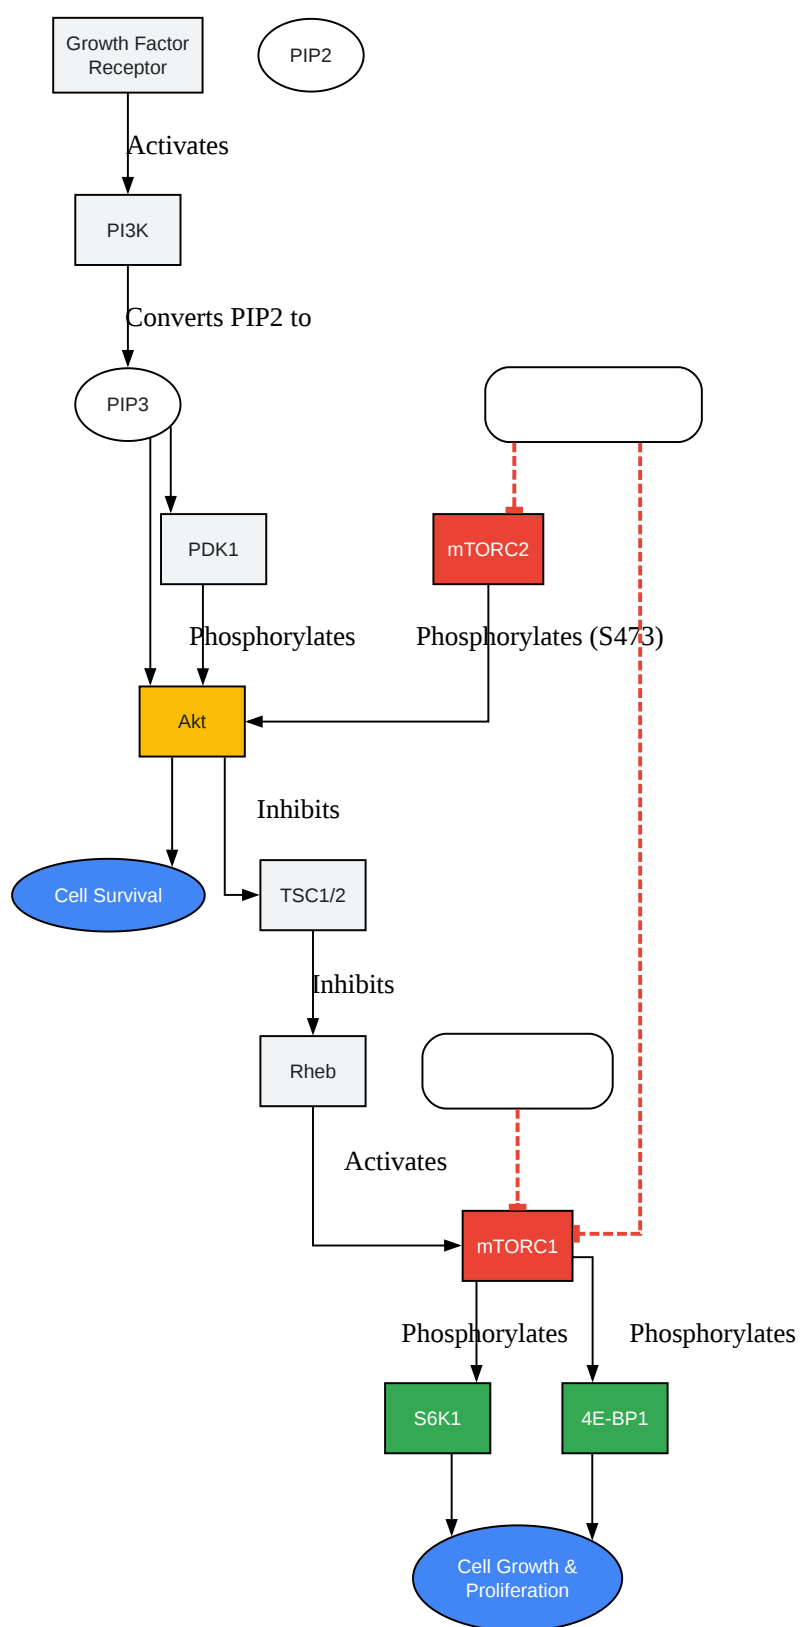 Growth Factor
Receptor
PIP2
Activates
PI3K
Converts PIP2 to
PIP3
PDK1
mTORC2
Phosphorylates
Phosphorylates (S473)
Akt
Inhibits
Cell Survival
TSC1/2
Inhibits
Rheb
Activates
mTORC1
Phosphorylates
Phosphorylates
S6K1
4E-BP1
Cell Growth &
Proliferation